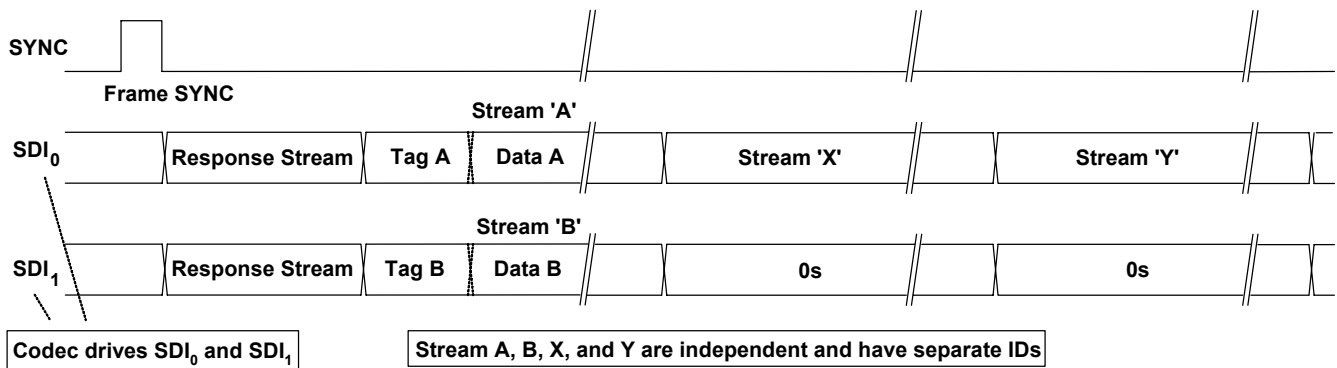 SYNC
Frame SYNC
Stream 'A'
SDI0 Response Stream Tag A Data A Stream 'X' Stream 'Y'
Stream 'B'
SDI1 Response Stream Tag B Data B 0s 0s
Codec drives SDI0 and SDI1
Stream A, B, X, and Y are independent and have separate IDs